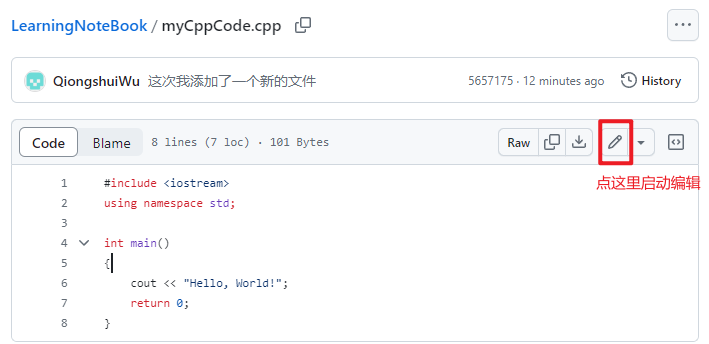 LearningNoteBook / myCppCode.cpp
QiongshuiWu 这次我添加了一个新的文件 5657175 · 12 minutes ago History
Code Blame 8 lines (7 loc) · 101 Bytes Raw
点这里启动编辑
1 #include <iostream>
2 using namespace std;
3
4 int main()
5 {
6 cout << "Hello, World!";
7 return 0;
8 }